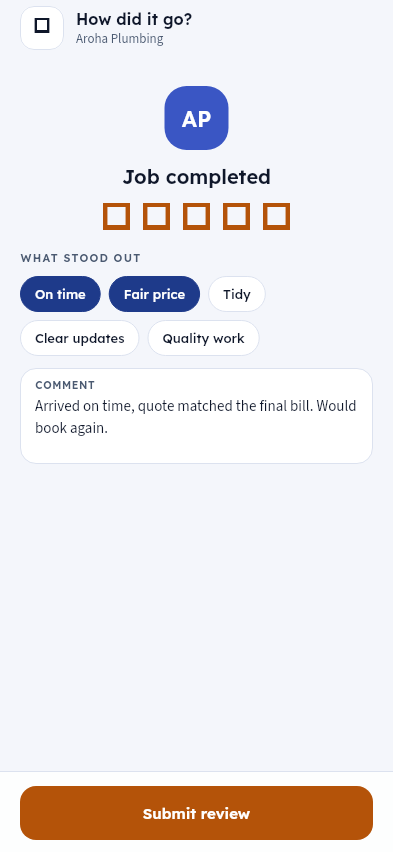 How did it go?
Aroha Plumbing
AP
Job completed
WHAT STOOD OUT
On time
Fair price
Tidy
Clear updates
Quality work
COMMENT
Arrived on time, quote matched the final bill. Would
book again.
Submit review